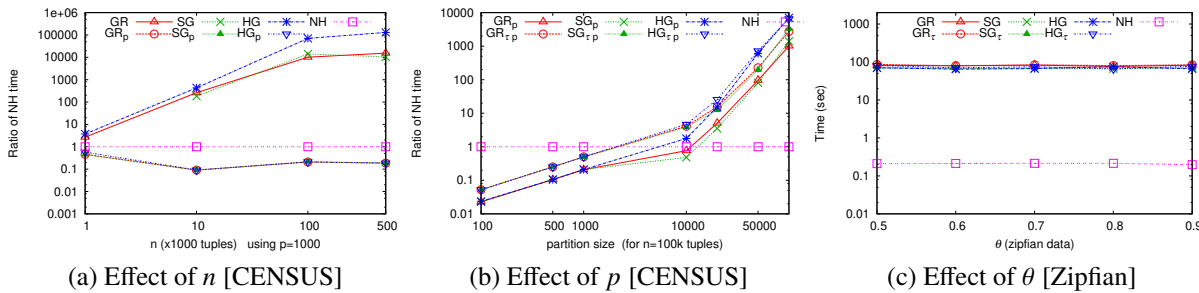 GR SG HG NH
GRp SGp HGp
1e+06
100000
10000
1000
100
10
1
0.1
0.01
0.001
Ratio of NH time
1 10 100 500
n (x1000 tuples) using p=1000
(a) Effect of n [CENSUS]
GRp SGp HGp NH
GRτ p SGτ p HGτ p
10000
1000
100
10
1
0.1
0.01
Ratio of NH time
100 500 1000 10000 50000
partition size (for n=100k tuples)
(b) Effect of p [CENSUS]
GR SG HG NH
GRτ SGτ HGτ
1000
100
10
1
0.1
0.01
Time (sec)
0.5 0.6 0.7 0.8 0.9
θ (zipfian data)
(c) Effect of θ [Zipfian]